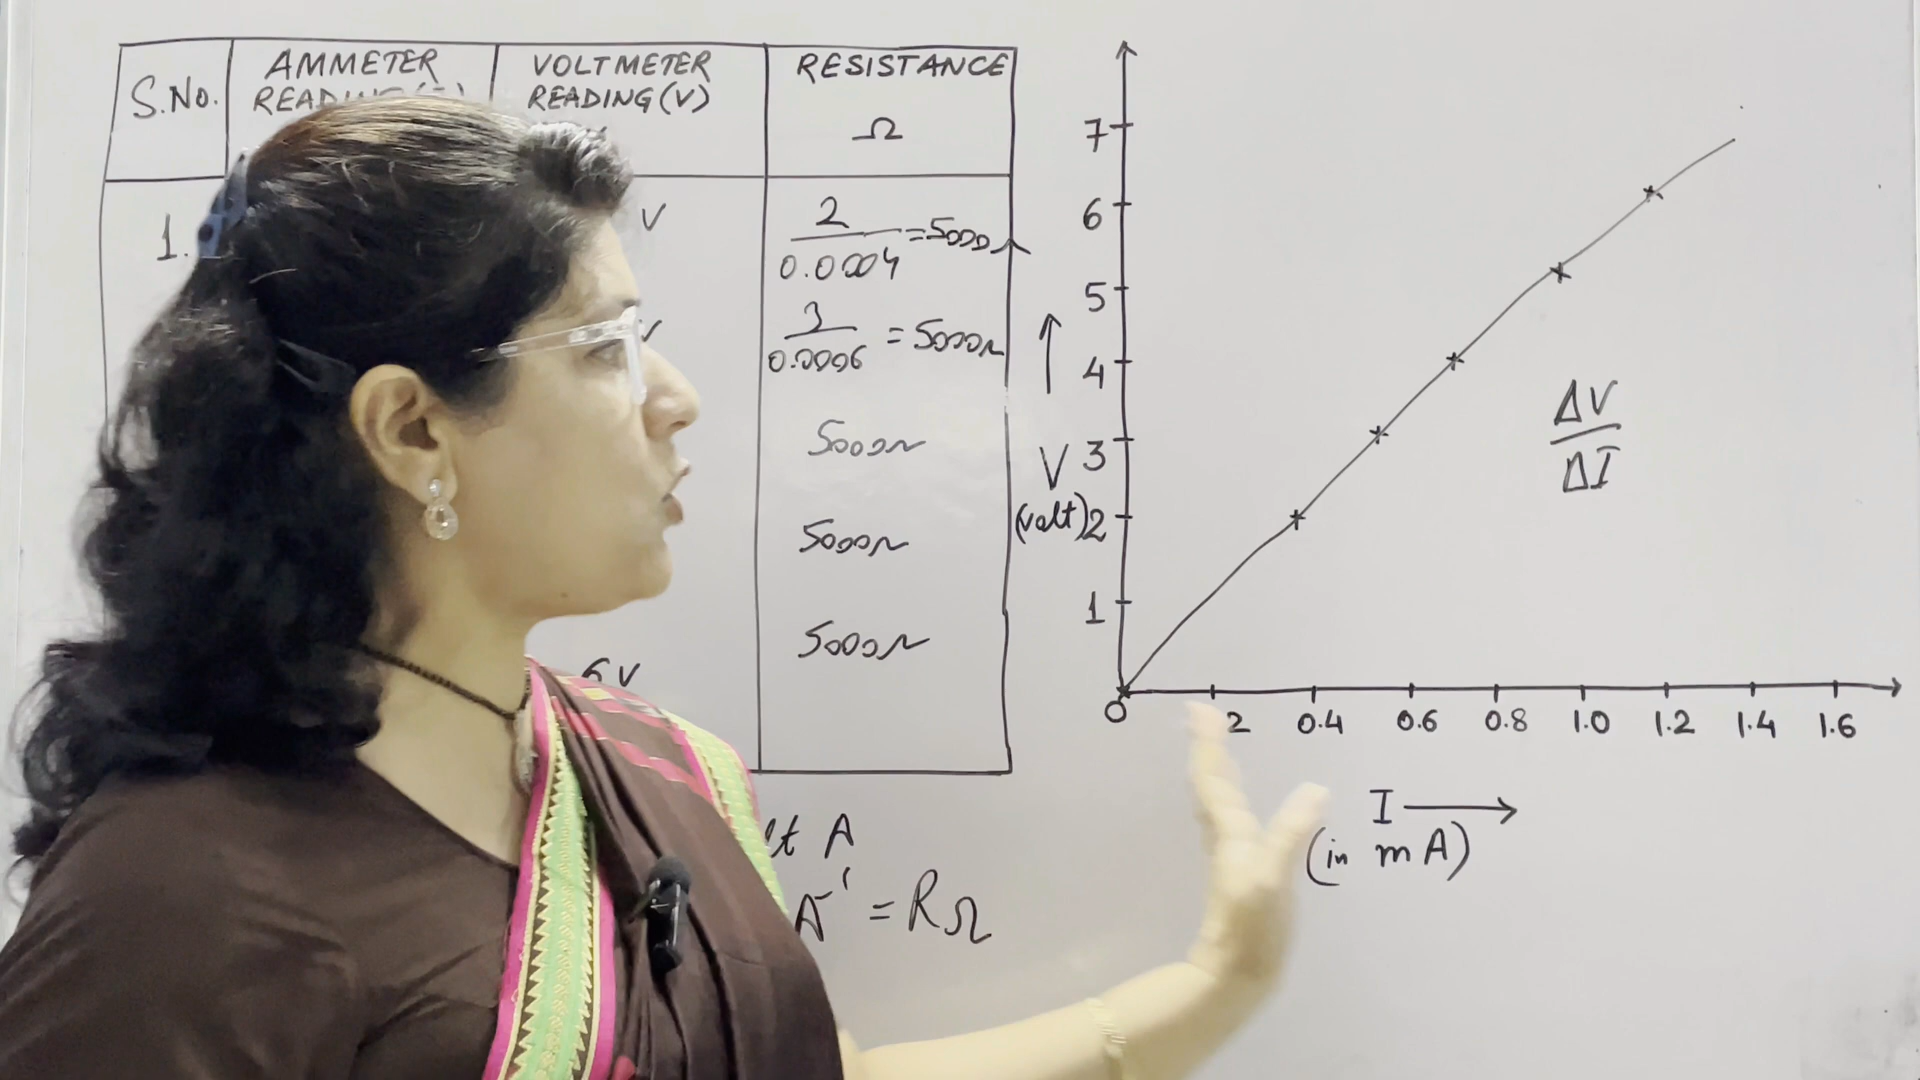 S.No.
AMMETER
VOLTMETER
READING (V)
RESISTANCE
Ω
1.
V
2
0.0004
=5000Ω
V
3
0.0006
= 5000Ω
5000Ω
5000Ω
6V
5000Ω
A
A⁻¹ = RΩ
7
6
5
4
V 3
(volt) 2
1
0
2 0.4 0.6 0.8 1.0 1.2 1.4 1.6
ΔV
ΔI
I
(in mA)